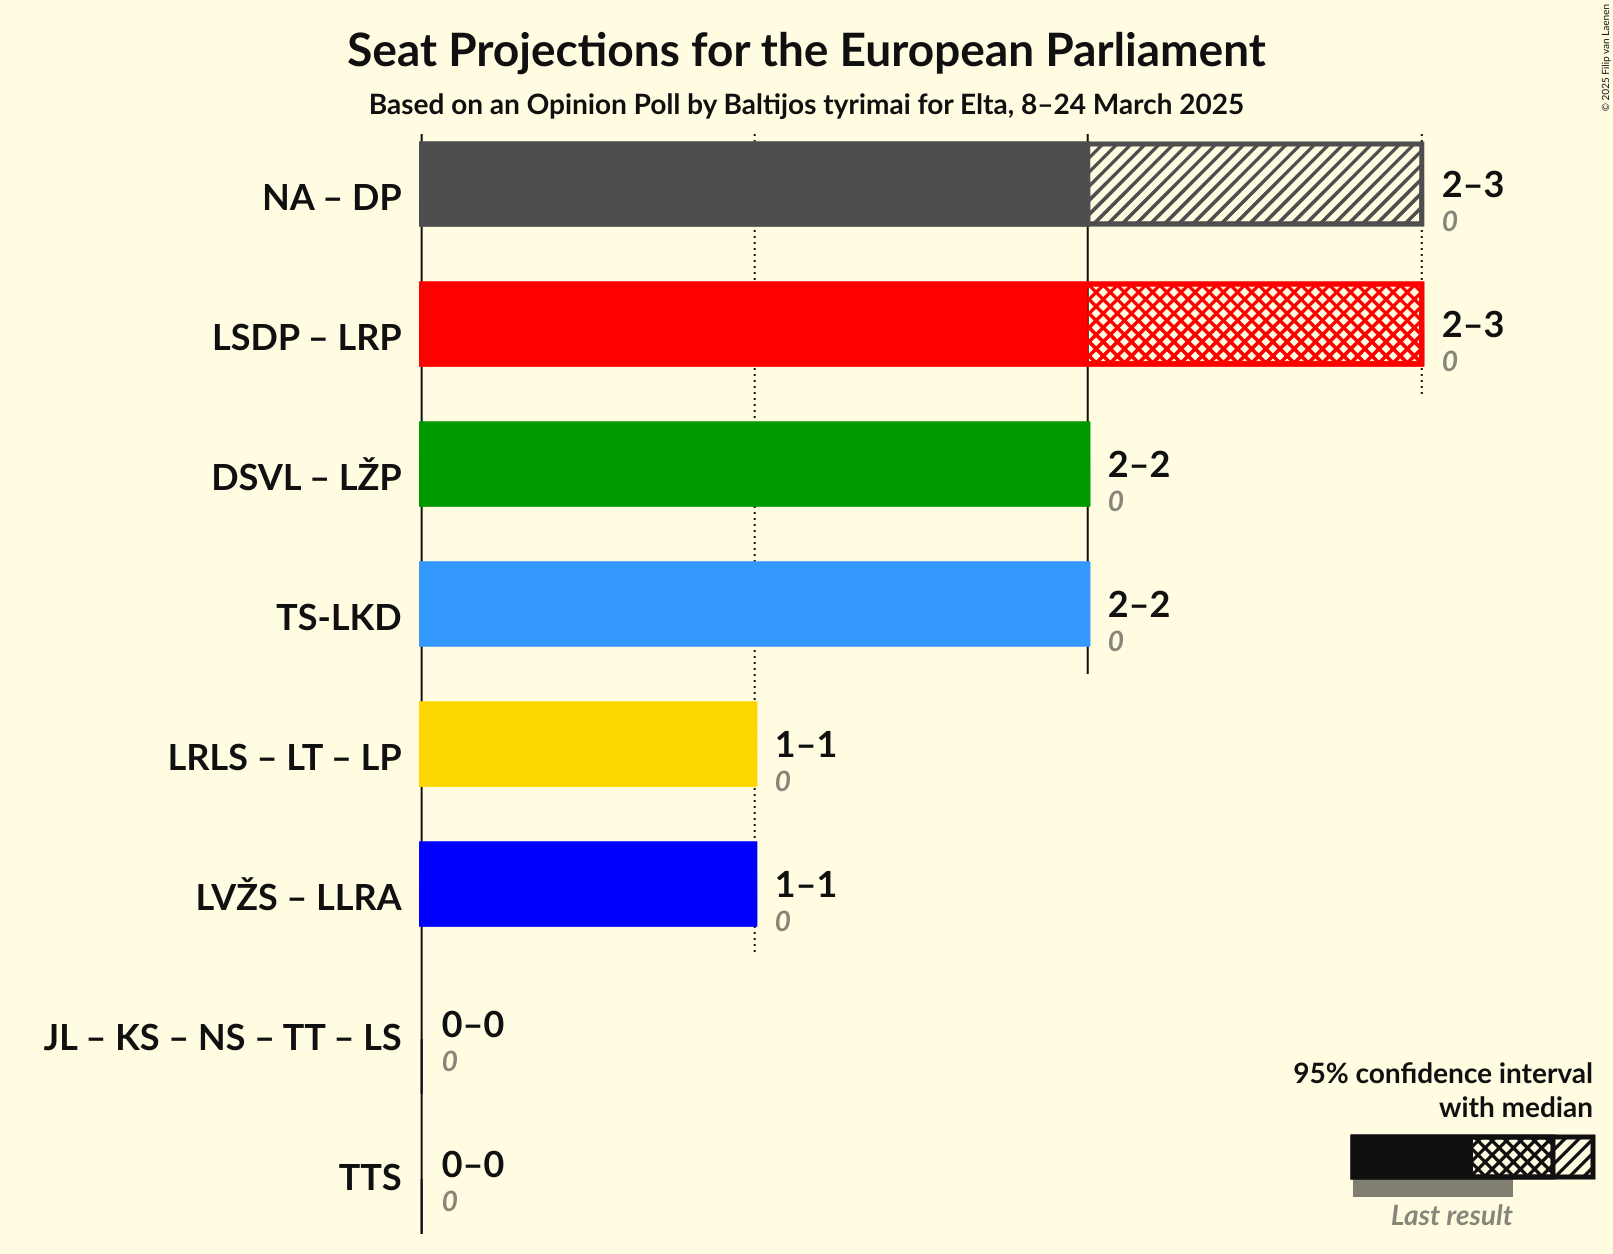 Seat Projections for the European Parliament
Based on an Opinion Poll by Baltijos tyrimai for Elta, 8–24 March 2025
© 2025 Filip van Laenen
NA – DP
2–3
0
LSDP – LRP
2–3
0
DSVL – LŽP
2–2
0
TS-LKD
2–2
0
LRLS – LT – LP
1–1
0
LVŽS – LLRA
1–1
0
JL – KS – NS – TT – LS
0–0
0
TTS
0–0
0
95% confidence interval
with median
Last result